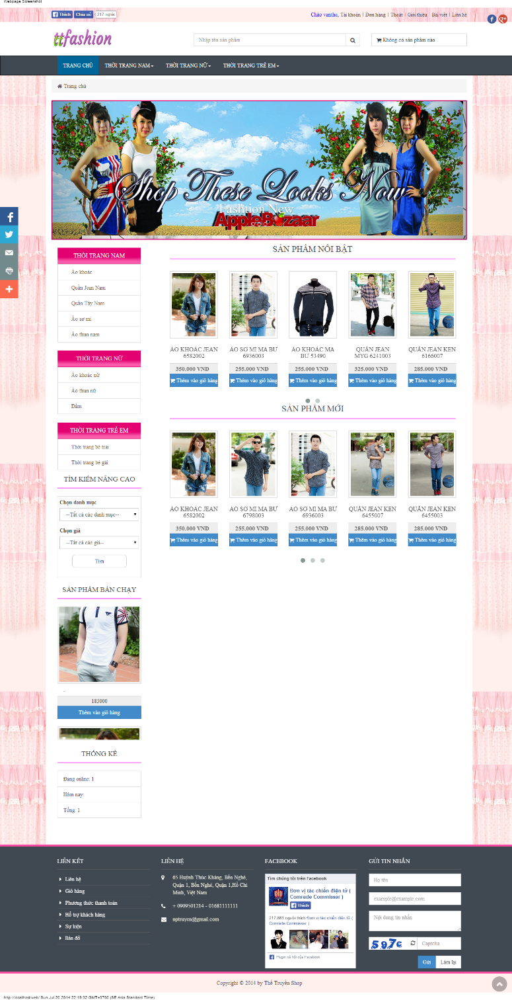 Webpage Screenshot
Thích Chia sẻ 217 nghìn
Chào vanthe, Tài khoản | Đơn hàng | Thoát | Giới thiệu | Bài viết | Liên hệ
ttfashion
Nhập tên sản phẩm
Không có sản phẩm nào
TRANG CHỦ THỜI TRANG NAM THỜI TRANG NỮ THỜI TRANG TRẺ EM
Trang chủ
Shop These Looks Now
Fashtion New
AppleBazaar
THỜI TRANG NAM
Áo khoác
Quần Jean Nam
Quần Tây Nam
Áo sơ mi
Áo thun nam
THỜI TRANG NỮ
Áo khoác nữ
Áo thun nữ
Đầm
THỜI TRANG TRẺ EM
Thời trang bé trai
Thời trang bé gái
TÌM KIẾM NÂNG CAO
Chọn danh mục
--Tất cả các danh mục--
Chọn giá
--Tất cả các giá--
Tìm
SẢN PHẨM BÁN CHẠY
.
185000
Thêm vào giỏ hàng
THỐNG KÊ
Đang online: 1
Hôm nay:
Tổng: 1
SẢN PHẨM NỔI BẬT
ÁO KHOÁC JEAN
6582002
350.000 VND
Thêm vào giỏ hàng
ÁO SƠ MI MA BƯ
6936003
255.000 VND
Thêm vào giỏ hàng
ÁO KHOÁC MA
BƯ 53490
255.000 VND
Thêm vào giỏ hàng
QUẦN JEAN
MYG 6241003
325.000 VND
Thêm vào giỏ hàng
QUẦN JEAN KEN
6166007
285.000 VND
Thêm vào giỏ hàng
SẢN PHẨM MỚI
ÁO KHOÁC JEAN
6582002
350.000 VND
Thêm vào giỏ hàng
ÁO SƠ MI MA BƯ
6798003
255.000 VND
Thêm vào giỏ hàng
ÁO SƠ MI MA BƯ
6936003
255.000 VND
Thêm vào giỏ hàng
QUẦN JEAN KEN
6455007
285.000 VND
Thêm vào giỏ hàng
QUẦN JEAN KEN
6455003
285.000 VND
Thêm vào giỏ hàng
LIÊN KẾT
Liên hệ
Giỏ hàng
Phương thức thanh toán
Hổ trợ khách hàng
Sự kiện
Bản đồ
LIÊN HỆ
65 Huỳnh Thúc Kháng, Bến Nghé,
Quận 1, Bến Nghé, Quận 1,Hồ Chí
Minh, Việt Nam
+ 0909501214 - 01681111111
nptruyen@gmail.com
FACEBOOK
Tìm chúng tôi trên Facebook
Đơn vị tác chiến điện tử (
Comrade Commissar )
Thích
217.881 người thích Đơn vị tác chiến điện tử (
Comrade Commissar ).
Plugin xã hội của Facebook
GỬI TIN NHẮN
Họ tên
example@example.com
Nội dung tin nhắn
597c
Captcha
Gửi Làm lại
Copyright © 2014 by Thế Truyền Shop
http://localhost/web/ Sun Jul 20 2014 22:19:32 GMT+0700 (SE Asia Standard Time)